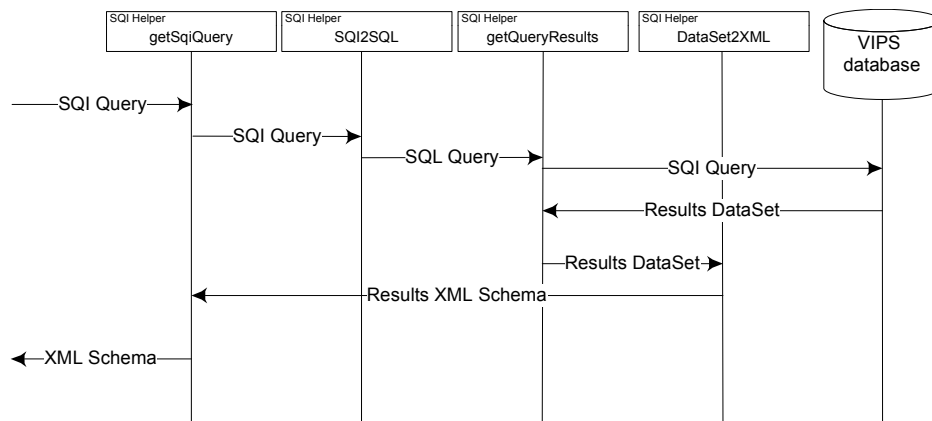 SQI Helper
getSqiQuery
SQI Helper
SQI2SQL
SQI Helper
getQueryResults
SQI Helper
DataSet2XML
VIPS
database
SQI Query
SQI Query
SQL Query
SQI Query
Results DataSet
Results DataSet
Results XML Schema
XML Schema